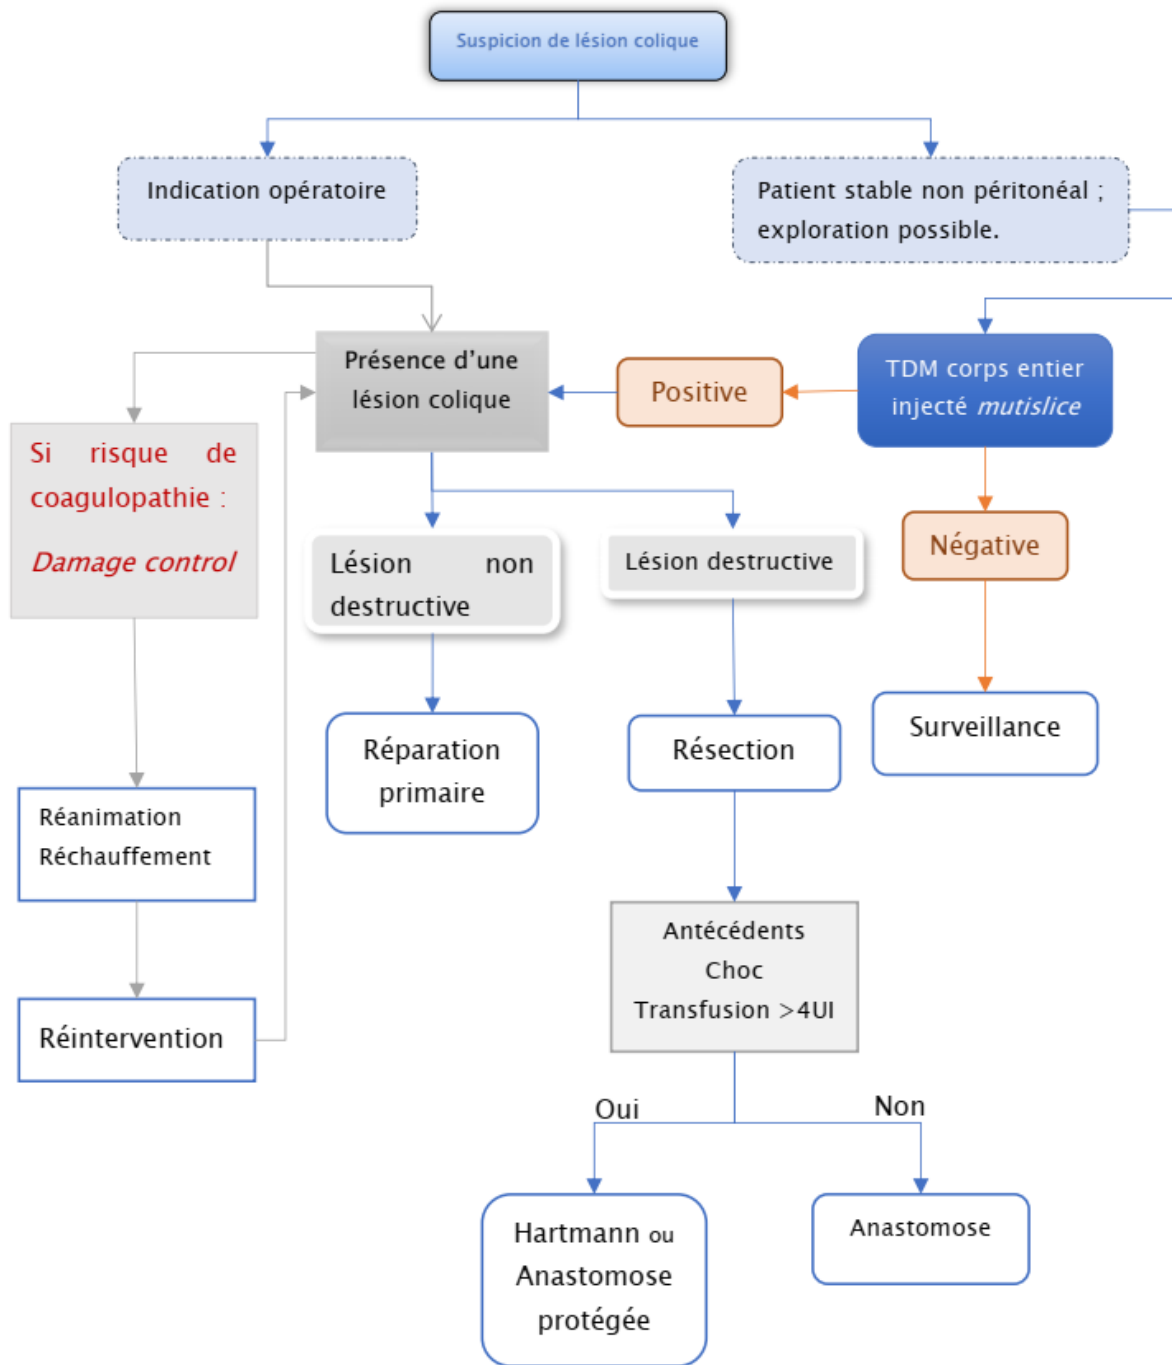 Suspicion de lésion colique
Indication opératoire
Patient stable non péritonéal ;
exploration possible.
Présence d’une
lésion colique
Positive
TDM corps entier
injecté mutislice
Si risque de
coagulopathie :
Damage control
Négative
Lésion non
destructive
Lésion destructive
Surveillance
Réparation
primaire
Résection
Réanimation
Réchauffement
Antécédents
Choc
Transfusion >4UI
Réintervention
Oui
Non
Hartmann ou
Anastomose
protégée
Anastomose